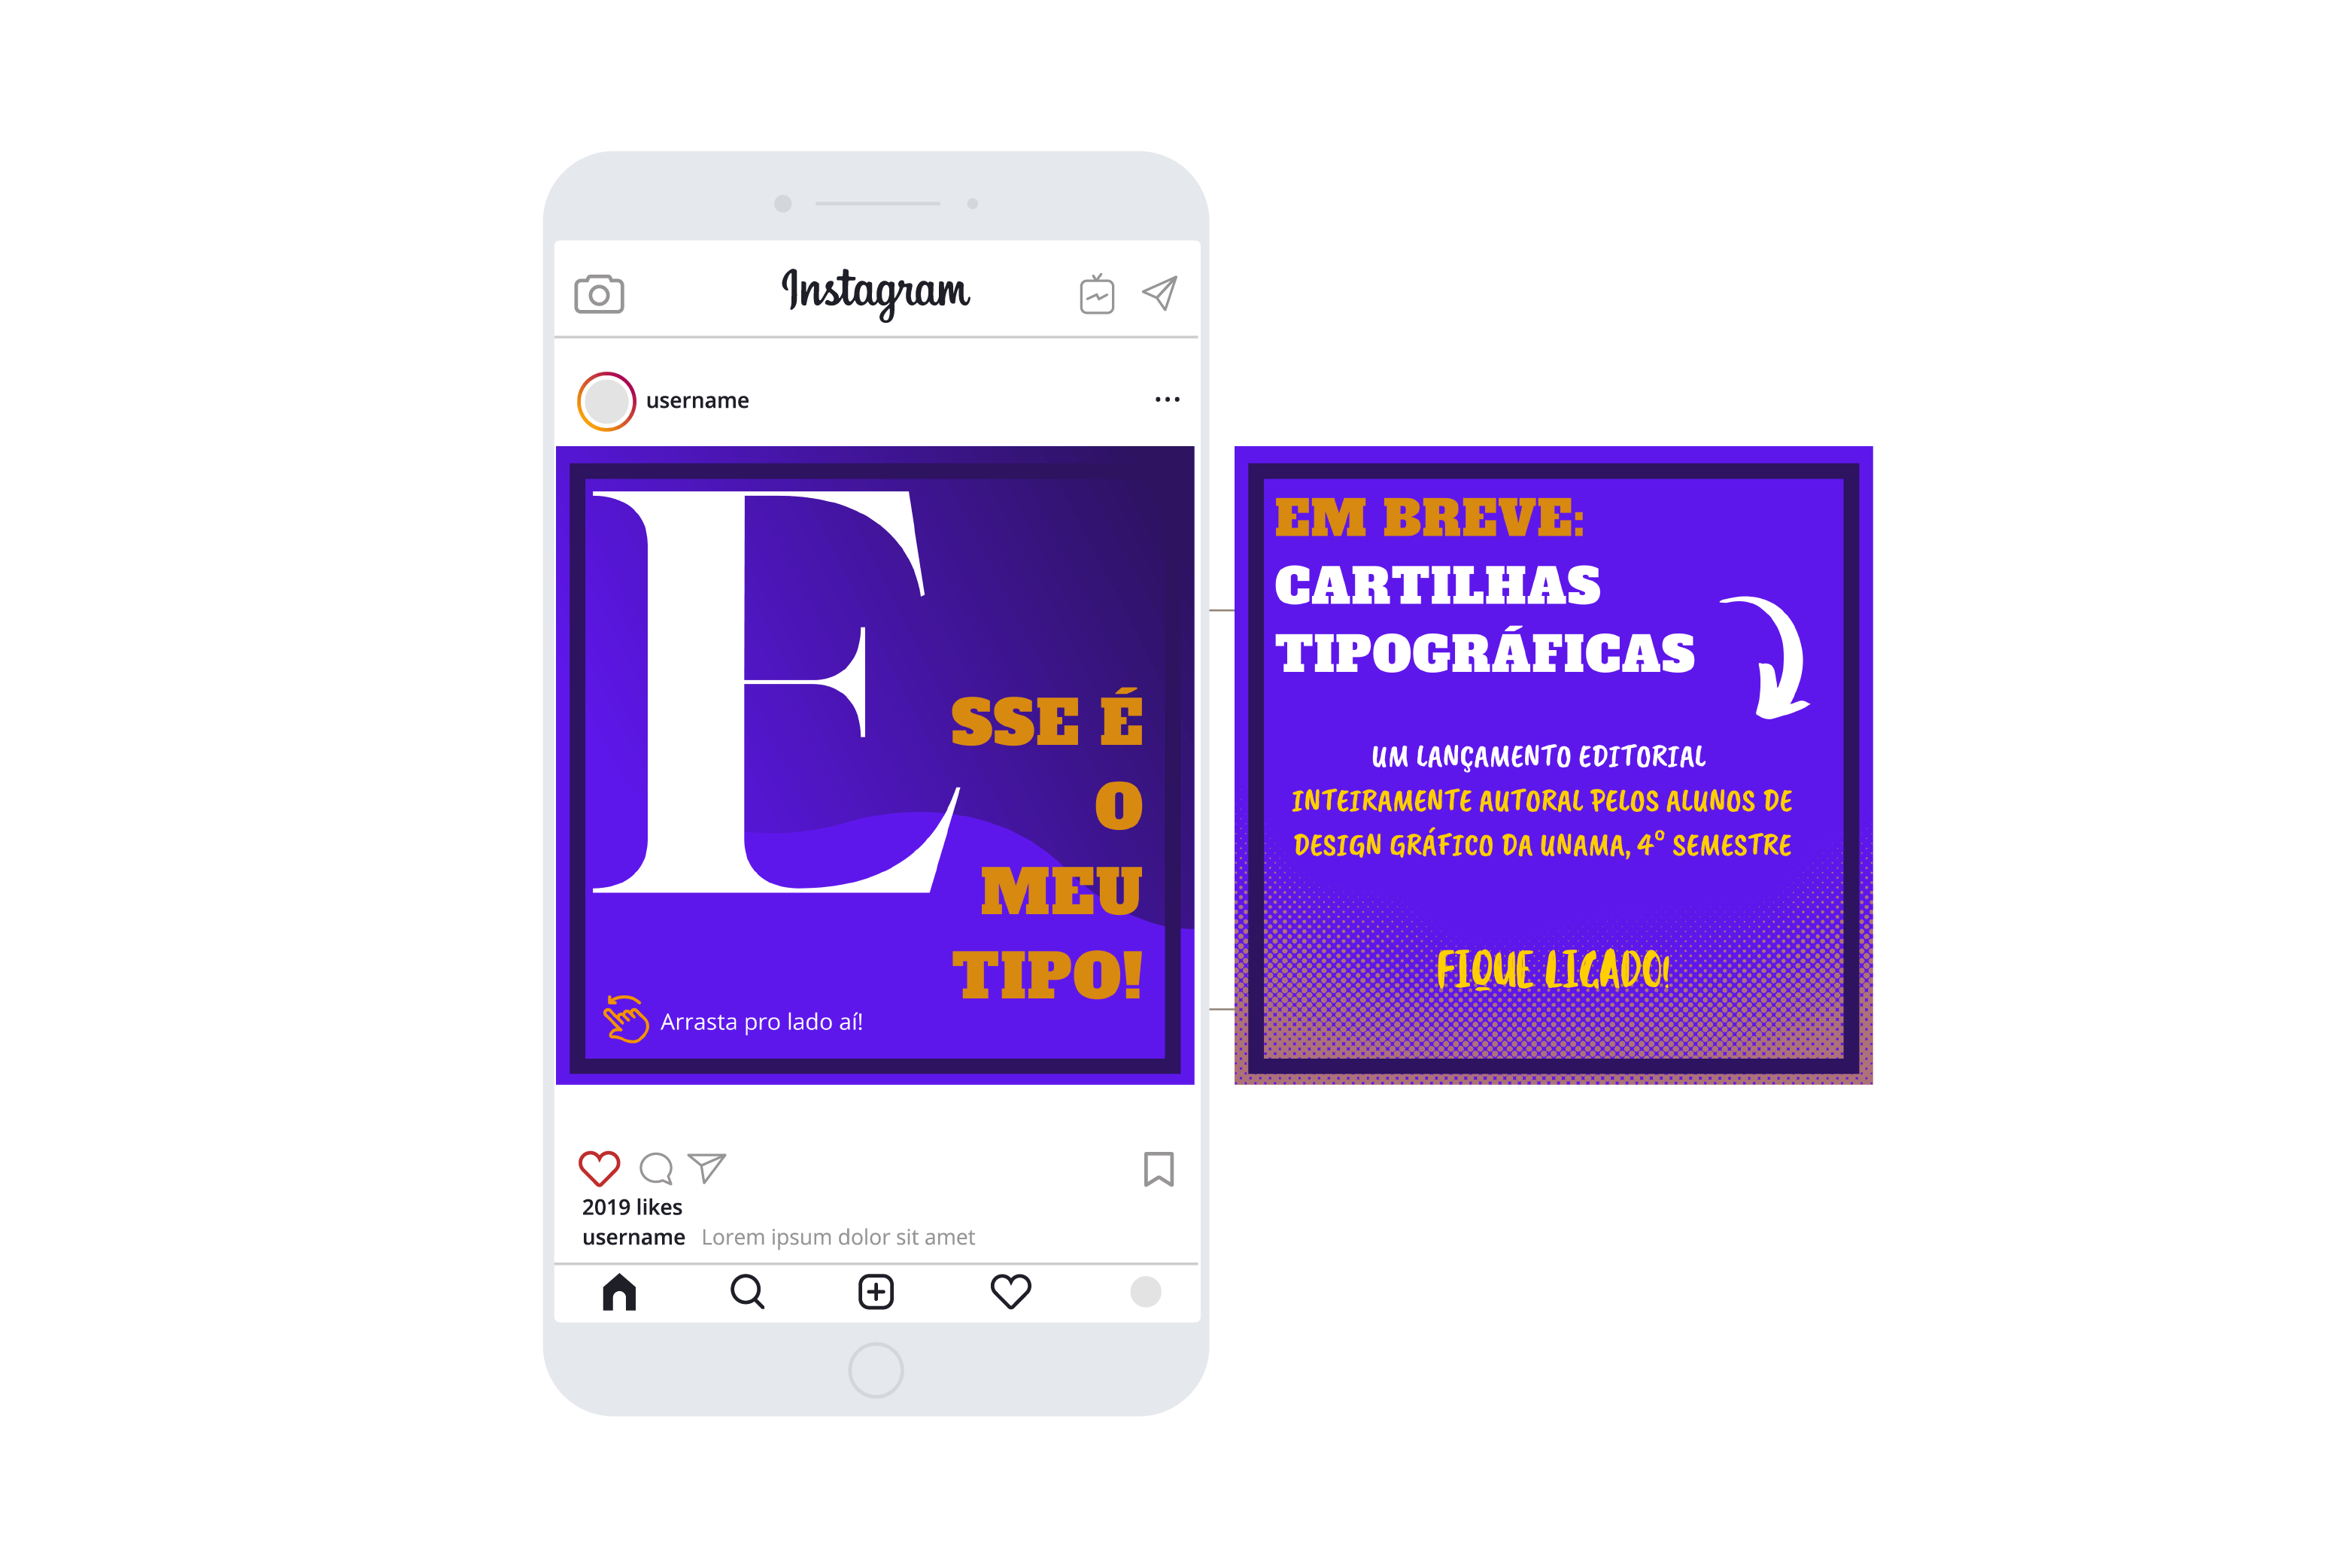 Instagram
username
E
SSE É
O
MEU
TIPO!
Arrasta pro lado aí!
2019 likes
username Lorem ipsum dolor sit amet
EM BREVE:
CARTILHAS
TIPOGRÁFICAS
UM LANÇAMENTO EDITORIAL
INTEIRAMENTE AUTORAL PELOS ALUNOS DE
DESIGN GRÁFICO DA UNAMA, 4º SEMESTRE
FIQUE LIGADO!